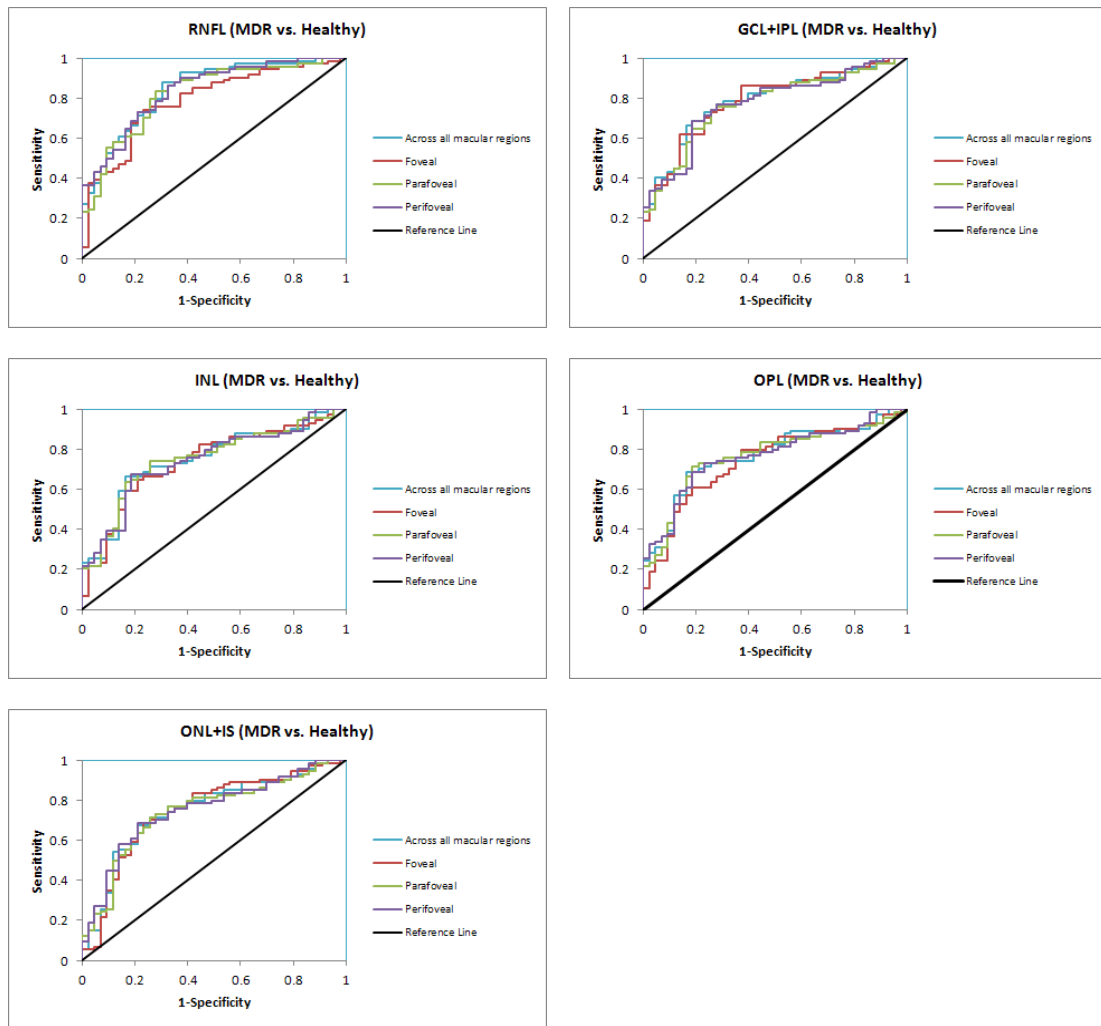 RNFL (MDR vs. Healthy)
1
0.8
0.6
0.4
0.2
0
Sensitivity
0 0.2 0.4 0.6 0.8 1
1-Specificity
Across all macular regions
Foveal
Parafoveal
Perifoveal
Reference Line
GCL+IPL (MDR vs. Healthy)
1
0.8
0.6
0.4
0.2
0
Sensitivity
0 0.2 0.4 0.6 0.8 1
1-Specificity
Across all macular regions
Foveal
Parafoveal
Perifoveal
Reference Line
INL (MDR vs. Healthy)
1
0.8
0.6
0.4
0.2
0
Sensitivity
0 0.2 0.4 0.6 0.8 1
1-Specificity
Across all macular regions
Foveal
Parafoveal
Perifoveal
Reference Line
OPL (MDR vs. Healthy)
1
0.8
0.6
0.4
0.2
0
Sensitivity
0 0.2 0.4 0.6 0.8 1
1-Specificity
Across all macular regions
Foveal
Parafoveal
Perifoveal
Reference Line
ONL+IS (MDR vs. Healthy)
1
0.8
0.6
0.4
0.2
0
Sensitivity
0 0.2 0.4 0.6 0.8 1
1-Specificity
Across all macular regions
Foveal
Parafoveal
Perifoveal
Reference Line